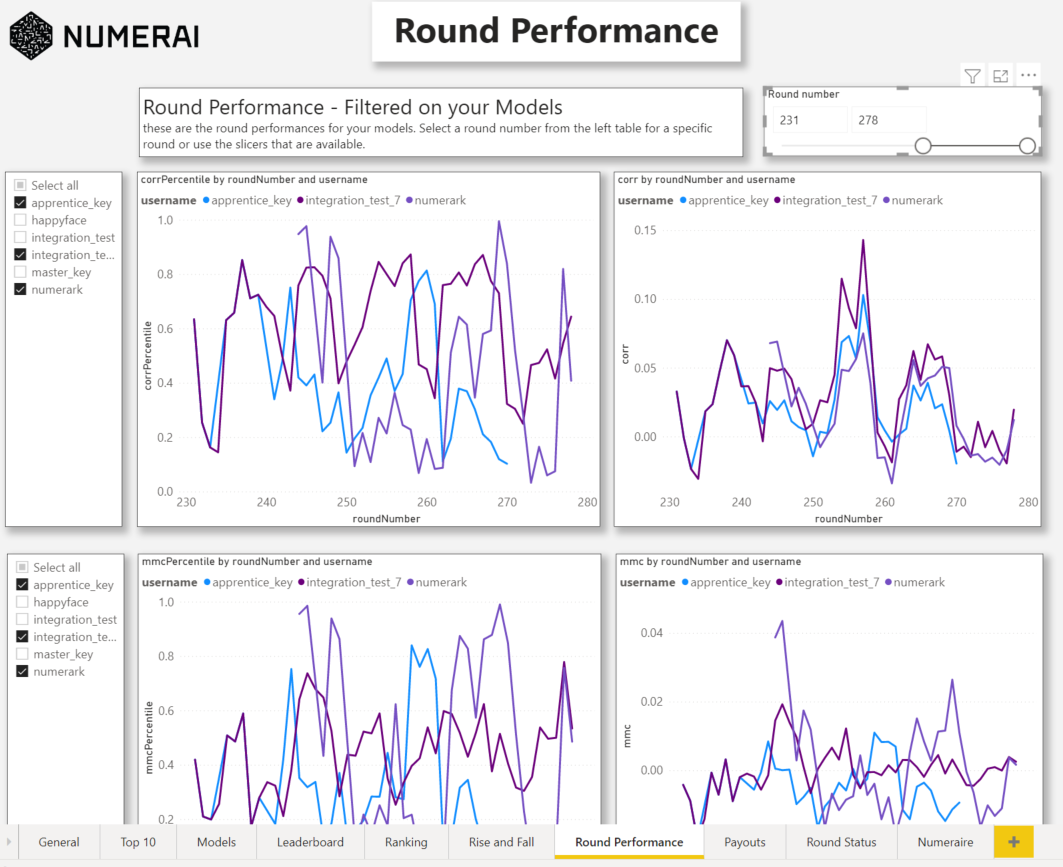 NUMERAI
Round Performance
Round Performance - Filtered on your Models
these are the round performances for your models. Select a round number from the left table for a specific
round or use the slicers that are available.
Round number
231 278
Select all
apprentice_key
happyface
integration_test
integration_te...
master_key
numerark
corrPercentile by roundNumber and username
username apprentice_key integration_test_7 numerark
1.0
0.8
0.6
0.4
0.2
0.0
corrPercentile
230 240 250 260 270 280
roundNumber
corr by roundNumber and username
username apprentice_key integration_test_7 numerark
0.15
0.10
0.05
0.00
corr
230 240 250 260 270 280
roundNumber
Select all
apprentice_key
happyface
integration_test
integration_te...
master_key
numerark
mmcPercentile by roundNumber and username
username apprentice_key integration_test_7 numerark
1.0
0.8
0.6
0.4
0.2
mmcPercentile
mmc by roundNumber and username
username apprentice_key integration_test_7 numerark
0.04
0.02
0.00
mmc
General Top 10 Models Leaderboard Ranking Rise and Fall Round Performance Payouts Round Status Numeraire +